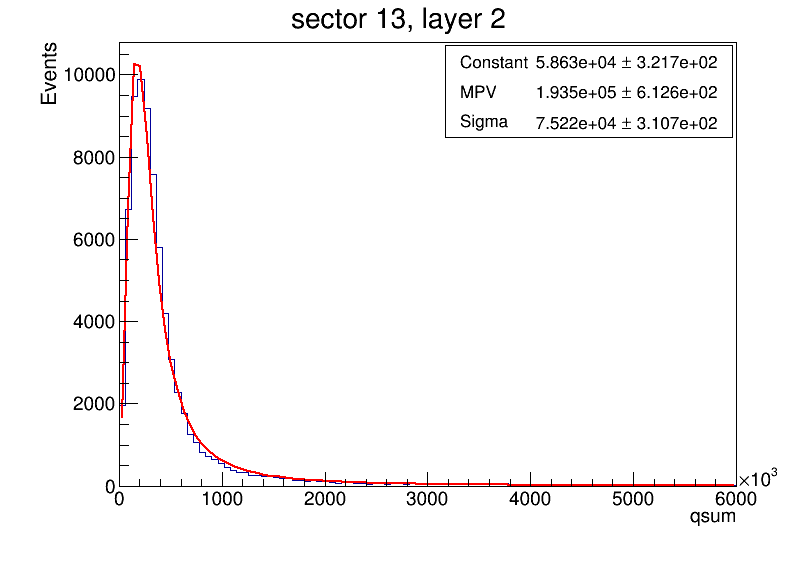 sector 13, layer 2
Events
Constant 5.863e+04 ± 3.217e+02
MPV 1.935e+05 ± 6.126e+02
Sigma 7.522e+04 ± 3.107e+02
10000
8000
6000
4000
2000
0
0 1000 2000 3000 4000 5000 6000
×10³
qsum